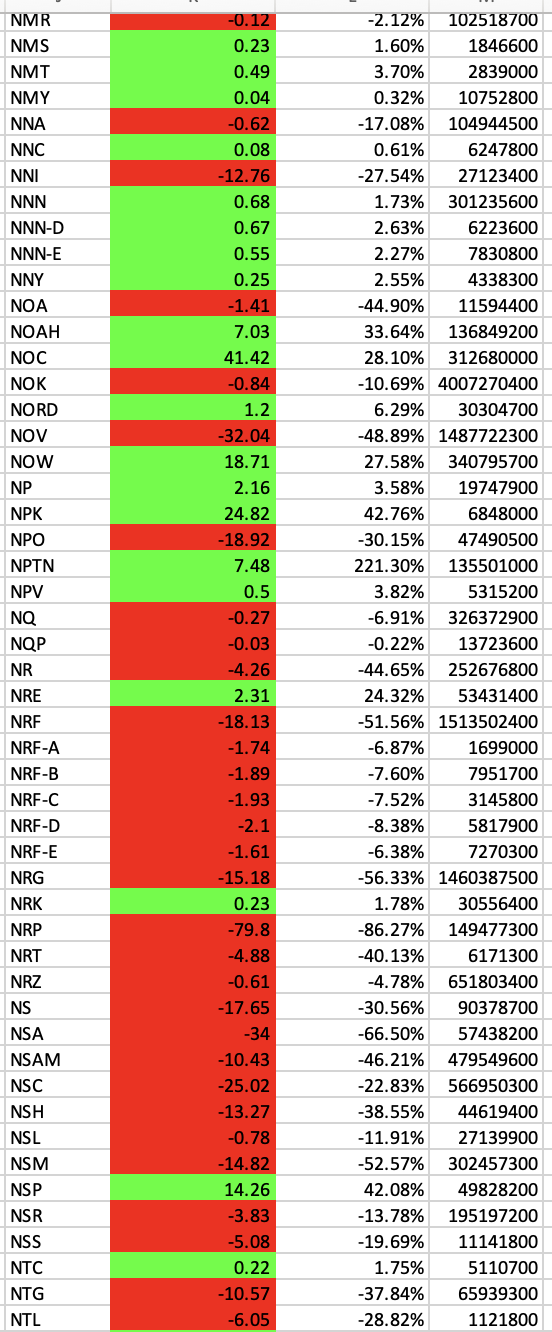 NMR -0.12 -2.12% 102518700
NMS 0.23 1.60% 1846600
NMT 0.49 3.70% 2839000
NMY 0.04 0.32% 10752800
NNA -0.62 -17.08% 104944500
NNC 0.08 0.61% 6247800
NNI -12.76 -27.54% 27123400
NNN 0.68 1.73% 301235600
NNN-D 0.67 2.63% 6223600
NNN-E 0.55 2.27% 7830800
NNY 0.25 2.55% 4338300
NOA -1.41 -44.90% 11594400
NOAH 7.03 33.64% 136849200
NOC 41.42 28.10% 312680000
NOK -0.84 -10.69% 4007270400
NORD 1.2 6.29% 30304700
NOV -32.04 -48.89% 1487722300
NOW 18.71 27.58% 340795700
NP 2.16 3.58% 19747900
NPK 24.82 42.76% 6848000
NPO -18.92 -30.15% 47490500
NPTN 7.48 221.30% 135501000
NPV 0.5 3.82% 5315200
NQ -0.27 -6.91% 326372900
NQP -0.03 -0.22% 13723600
NR -4.26 -44.65% 252676800
NRE 2.31 24.32% 53431400
NRF -18.13 -51.56% 1513502400
NRF-A -1.74 -6.87% 1699000
NRF-B -1.89 -7.60% 7951700
NRF-C -1.93 -7.52% 3145800
NRF-D -2.1 -8.38% 5817900
NRF-E -1.61 -6.38% 7270300
NRG -15.18 -56.33% 1460387500
NRK 0.23 1.78% 30556400
NRP -79.8 -86.27% 149477300
NRT -4.88 -40.13% 6171300
NRZ -0.61 -4.78% 651803400
NS -17.65 -30.56% 90378700
NSA -34 -66.50% 57438200
NSAM -10.43 -46.21% 479549600
NSC -25.02 -22.83% 566950300
NSH -13.27 -38.55% 44619400
NSL -0.78 -11.91% 27139900
NSM -14.82 -52.57% 302457300
NSP 14.26 42.08% 49828200
NSR -3.83 -13.78% 195197200
NSS -5.08 -19.69% 11141800
NTC 0.22 1.75% 5110700
NTG -10.57 -37.84% 65939300
NTL -6.05 -28.82% 1121800